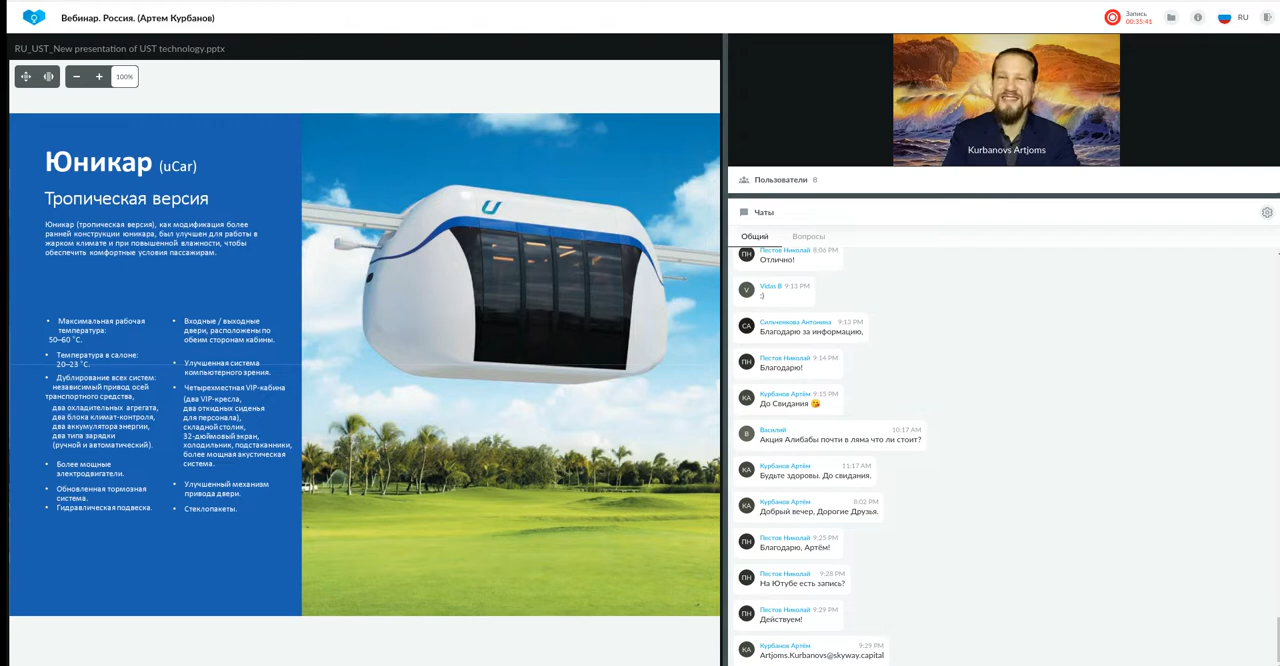 Вебинар. Россия. (Артем Курбанов)
Запись
00:35:41
RU
RU_UST_New presentation of UST technology.pptx
100%
Юникар (uCar)
Тропическая версия
Юникар (тропическая версия), как модификация более
ранней конструкции юникара, был улучшен для работы в
жарком климате и при повышенной влажности, чтобы
обеспечить комфортные условия пассажирам.
• Максимальная рабочая
температура:
50–60 °C.
• Температура в салоне:
20–23 °C.
• Дублирование всех систем:
независимый привод осей
транспортного средства,
два охладительных агрегата,
два блока климат-контроля,
два аккумулятора энергии,
два типа зарядки
(ручной и автоматический).
• Более мощные
электродвигатели.
• Обновленная тормозная
система.
• Гидравлическая подвеска.
• Входные / выходные
двери, расположены по
обеим сторонам кабины.
• Улучшенная система
компьютерного зрения.
• Четырехместная VIP-кабина
(два VIP-кресла,
два откидных сиденья
для персонала),
складной столик,
32-дюймовый экран,
холодильник, подстаканники,
более мощная акустическая
система.
• Улучшенный механизм
привода двери.
• Стеклопакеты.
U
Kurbanovs Artjoms
Пользователи 8
Чаты
Общий Вопросы
ПН Пестов Николай 8:06 PM
Отлично!
V Vidas B 9:13 PM
:)
СА Сильченкова Антонина 9:13 PM
Благодарю за информацию,
ПН Пестов Николай 9:14 PM
Благодарю!
КА Курбанов Артём 9:15 PM
До Свидания 😘
В Василий 10:17 AM
Акция Алибабы почти в ляма что ли стоит?
КА Курбанов Артём 11:17 AM
Будьте здоровы. До свидания.
КА Курбанов Артём 8:02 PM
Добрый вечер, Дорогие Друзья.
ПН Пестов Николай 9:25 PM
Благодарю, Артём!
ПН Пестов Николай 9:28 PM
На Ютубе есть запись?
ПН Пестов Николай 9:29 PM
Действуем!
КА Курбанов Артём 9:29 PM
Artjoms.Kurbanovs@skyway.capital